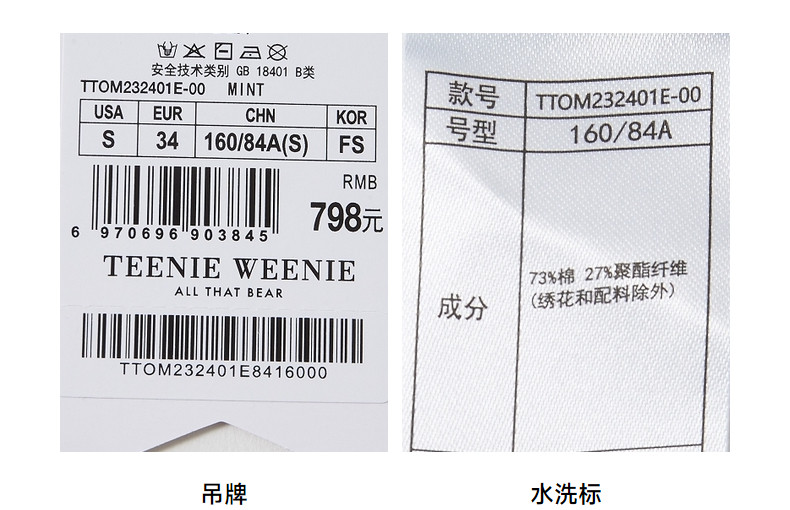 安全技术类别 GB 18401 B类
TTOM232401E-00 MINT
USA EUR CHN KOR
S 34 160/84A(S) FS
RMB
798元
6 970696 903845
TEENIE WEENIE
ALL THAT BEAR
TTOM232401E8416000
款号 TTOM232401E-00
号型 160/84A
成分 73%棉 27%聚酯纤维
(绣花和配料除外)
吊牌
水洗标